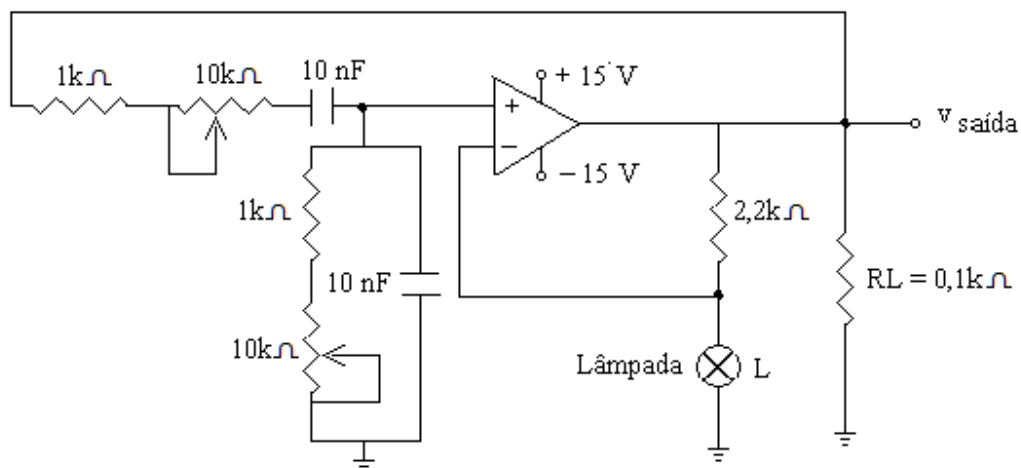 1kΩ
10kΩ
10 nF
+ 15 V
+
v saída
−
− 15 V
1kΩ
2,2kΩ
10 nF
RL = 0,1kΩ
10kΩ
Lâmpada
L